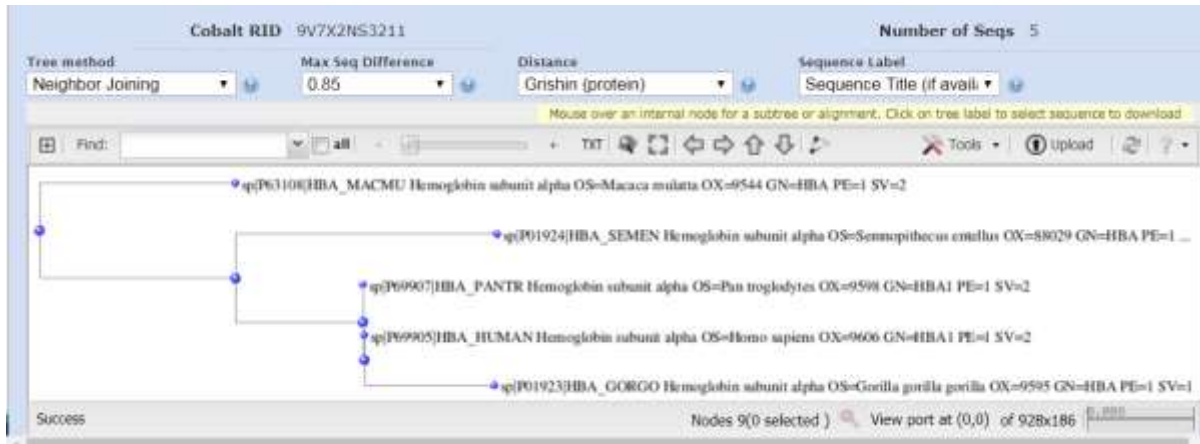 Cobalt RID 9V7X2NS3211 Number of Seqs 5
Tree method Max Seq Difference Distance Sequence Label
Neighbor Joining 0.85 Grishin (protein) Sequence Title (if avail
Mouse over an internal node for a subtree or alignment. Click on tree label to select sequence to download
Find: all TXT Tools Upload
sp|P63108|HBA_MACMU Hemoglobin subunit alpha OS=Macaca mulatta OX=9544 GN=HBA PE=1 SV=2
sp|P01924|HBA_SEMEN Hemoglobin subunit alpha OS=Semnopithecus entellus OX=88029 GN=HBA PE=1 ...
sp|P69907|HBA_PANTR Hemoglobin subunit alpha OS=Pan troglodytes OX=9598 GN=HBA1 PE=1 SV=2
sp|P69905|HBA_HUMAN Hemoglobin subunit alpha OS=Homo sapiens OX=9606 GN=HBA1 PE=1 SV=2
sp|P01923|HBA_GORGO Hemoglobin subunit alpha OS=Gorilla gorilla gorilla OX=9595 GN=HBA PE=1 SV=1
Success Nodes 9(0 selected ) View port at (0,0) of 928x186